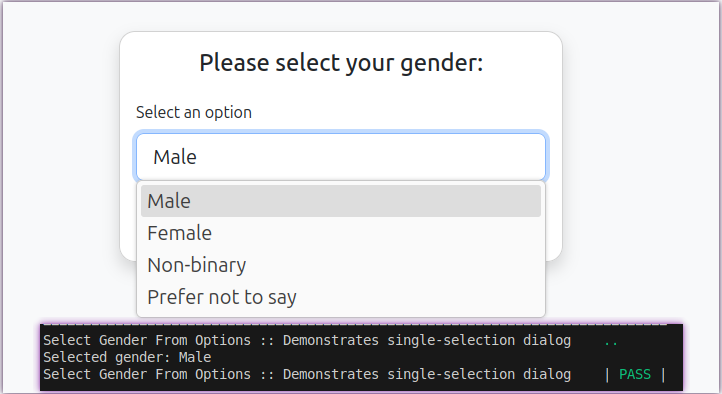 Please select your gender:
Select an option
Male
Male
Female
Non-binary
Prefer not to say
Select Gender From Options :: Demonstrates single-selection dialog    ..
Selected gender: Male
Select Gender From Options :: Demonstrates single-selection dialog    | PASS |